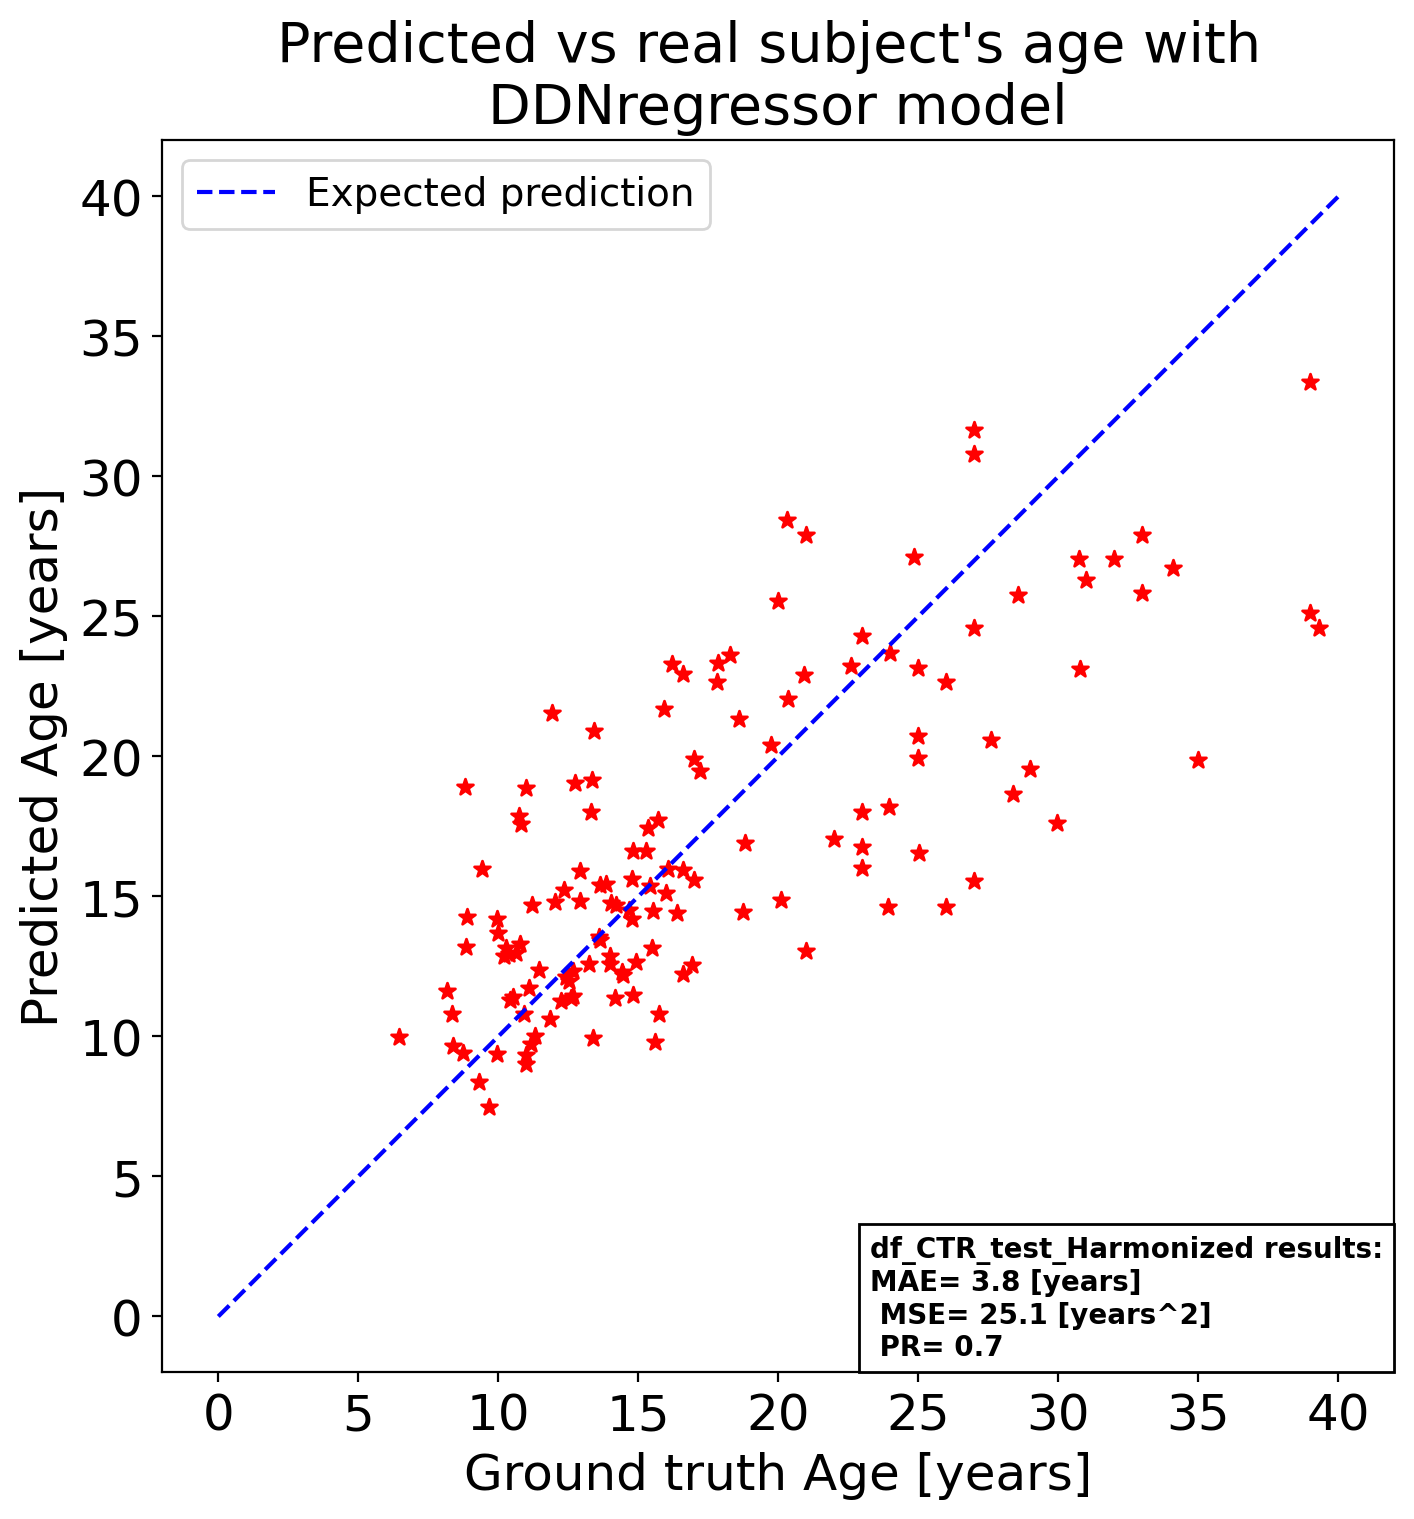 Predicted vs real subject's age with
DDNregressor model
Expected prediction
40
35
30
25
20
15
10
5
0
Predicted Age [years]
df_CTR_test_Harmonized results:
MAE= 3.8 [years]
MSE= 25.1 [years^2]
PR= 0.7
0 5 10 15 20 25 30 35 40
Ground truth Age [years]